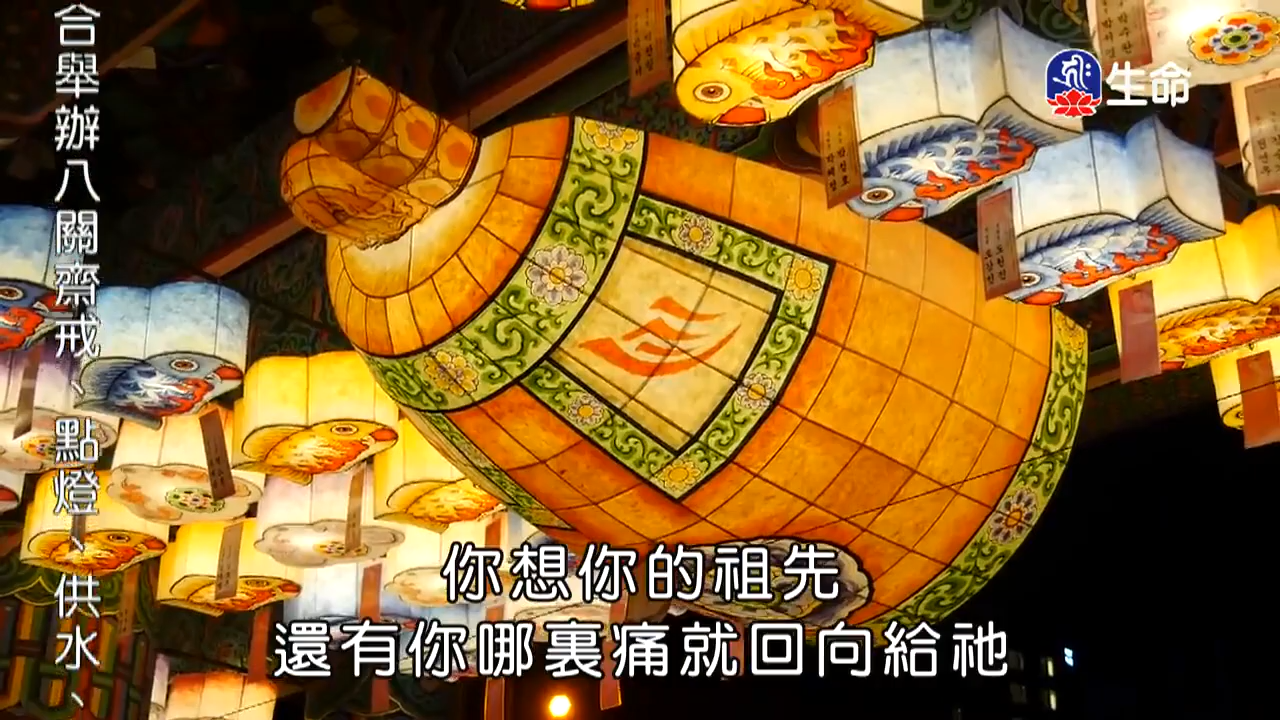 合舉辦八關齋戒、點燈、供水、
生命
你想你的祖先
還有你哪裏痛就回向給祂